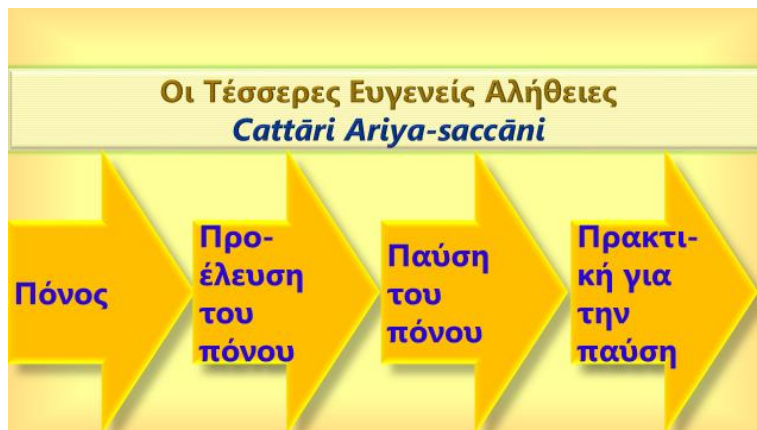 Οι Τέσσερες Ευγενείς Αλήθειες
Cattāri Ariya-saccāni
Πόνος
Προ-
έλευση
του
πόνου
Παύση
του
πόνου
Πρακτι-
κή για
την
παύση